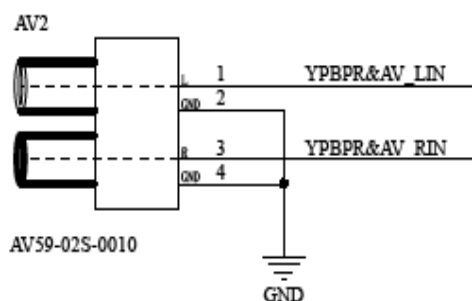 AV2
L 1 YPBPR&AV_LIN
GND 2
R 3 YPBPR&AV_RIN
GND 4
AV59-02S-0010
GND